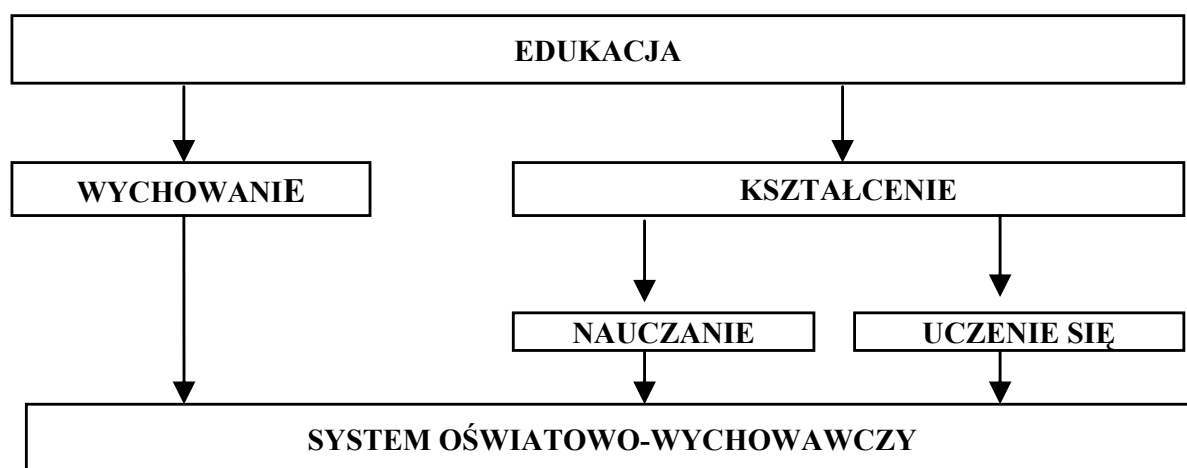 EDUKACJA
WYCHOWANIE
KSZTAŁCENIE
NAUCZANIE
UCZENIE SIĘ
SYSTEM OŚWIATOWO-WYCHOWAWCZY